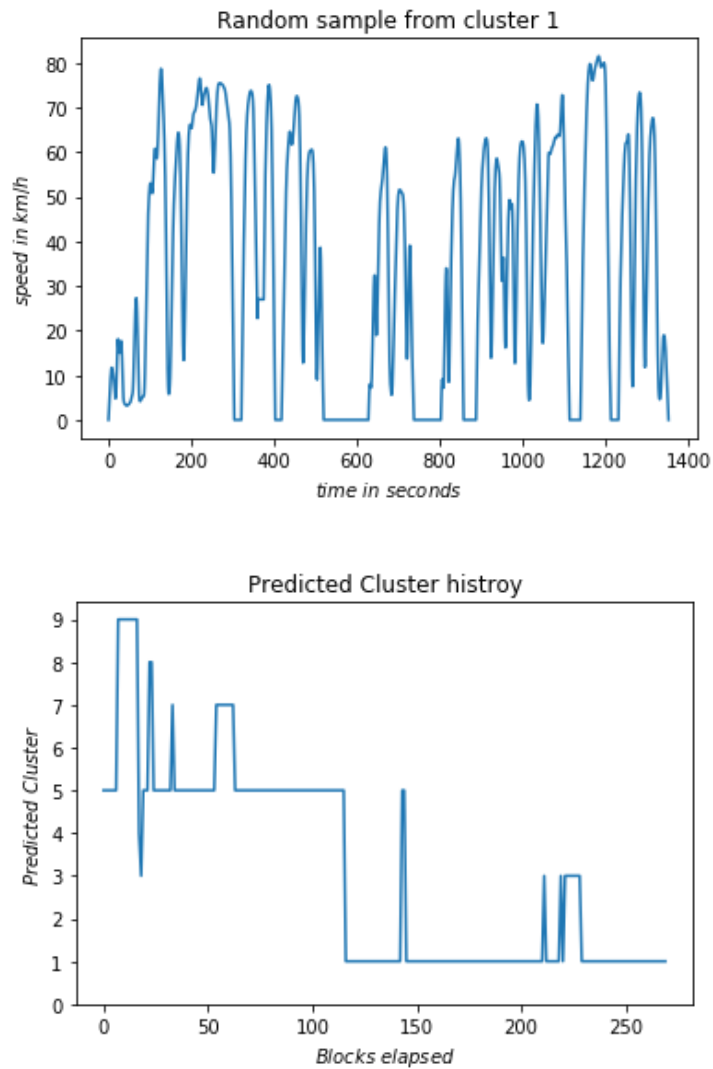 Random sample from cluster 1
80
70
60
50
40
30
20
10
0
speed in km/h
0 200 400 600 800 1000 1200 1400
time in seconds
Predicted Cluster histroy
9
8
7
6
5
4
3
2
1
0
Predicted Cluster
0 50 100 150 200 250
Blocks elapsed